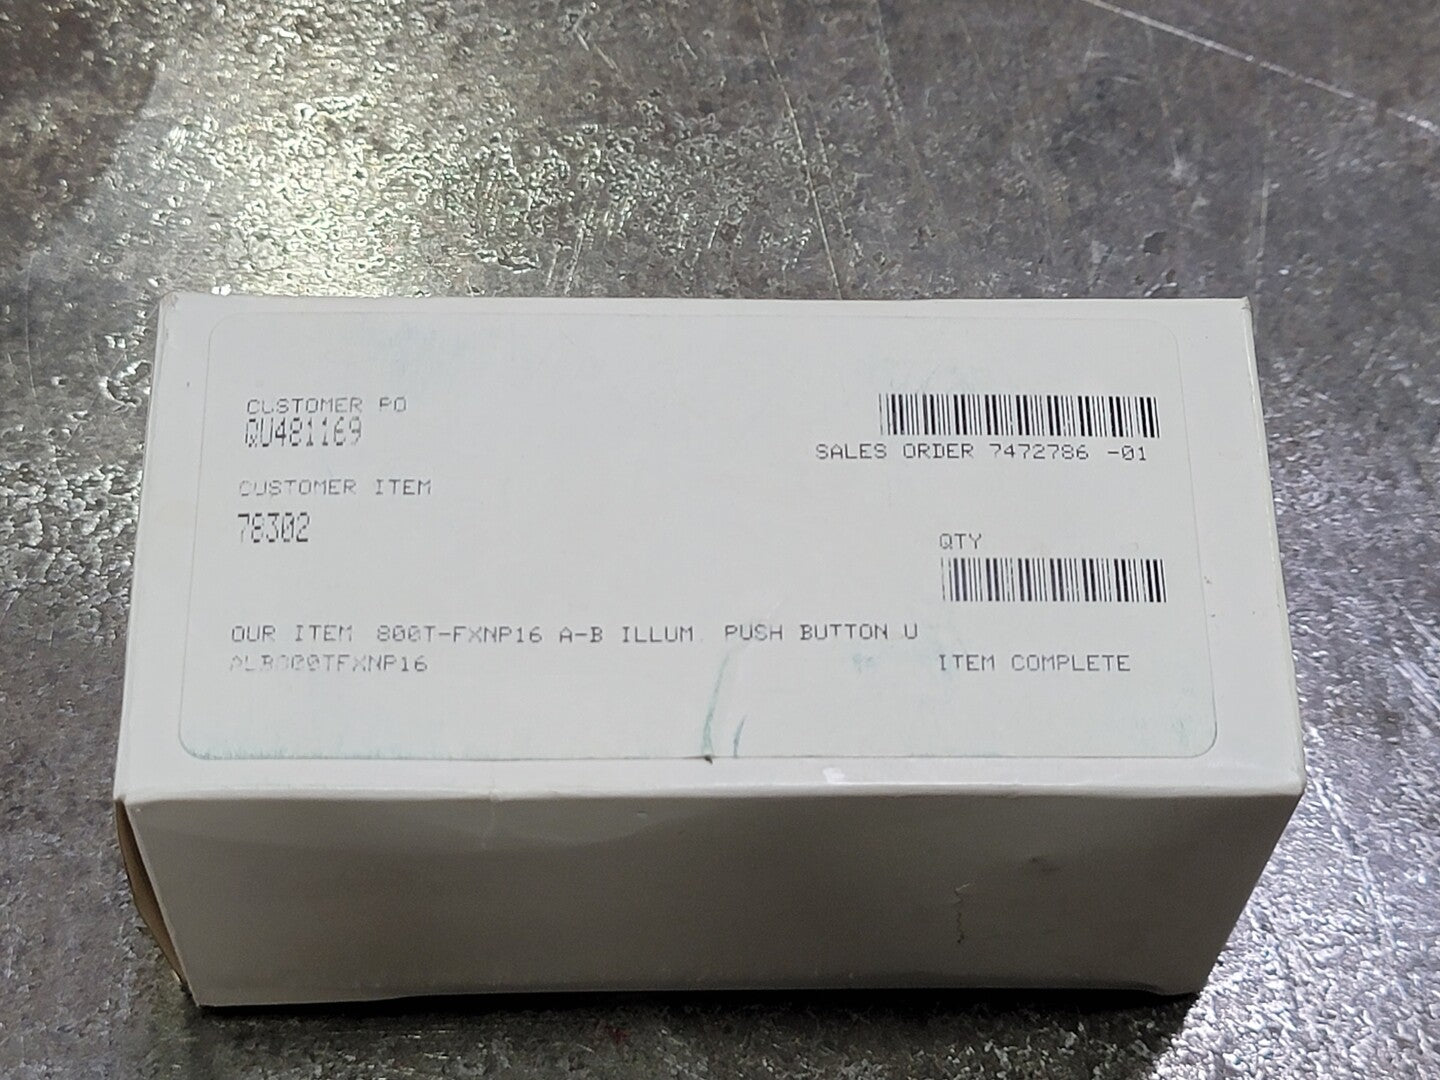 CUSTOMER PO
QU481169
SALES ORDER 7472786 -01
CUSTOMER ITEM
78302
QTY
OUR ITEM 800T-FXNP16 A-B ILLUM. PUSH BUTTON U
ALB800TFXNP16
ITEM COMPLETE